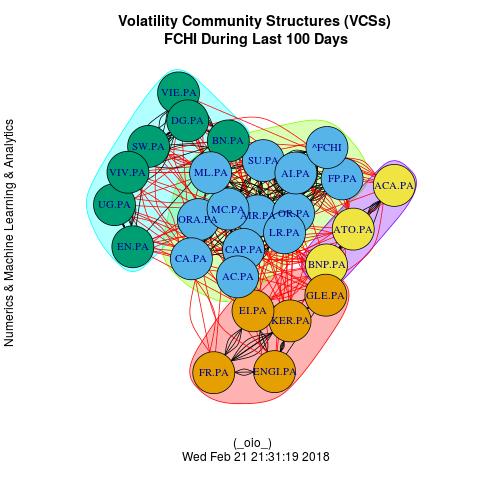 Volatility Community Structures (VCSs)
FCHI During Last 100 Days
Numerics & Machine Learning & Analytics
VIE.PA
DG.PA
BN.PA
SW.PA
^FCHI
SU.PA
VIV.PA
ML.PA
AI.PA
FP.PA
ACA.PA
UG.PA
ORA.PA
MC.PA
AIR.PA
OR.PA
ATO.PA
LR.PA
EN.PA
CA.PA
CAP.PA
BNP.PA
AC.PA
GLE.PA
EI.PA
KER.PA
FR.PA
ENGI.PA
(_oio_)
Wed Feb 21 21:31:19 2018